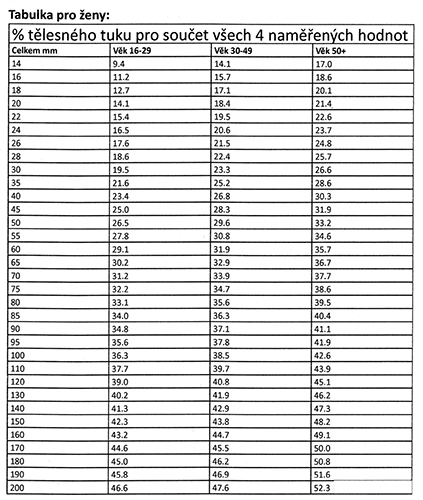 Tabulka pro ženy:
% tělesného tuku pro součet všech 4 naměřených hodnot
Celkem mm Věk 16-29 Věk 30-49 Věk 50+
14 9.4 14.1 17.0
16 11.2 15.7 18.6
18 12.7 17.1 20.1
20 14.1 18.4 21.4
22 15.4 19.5 22.6
24 16.5 20.6 23.7
26 17.6 21.5 24.8
28 18.6 22.4 25.7
30 19.5 23.3 26.6
35 21.6 25.2 28.6
40 23.4 26.8 30.3
45 25.0 28.3 31.9
50 26.5 29.6 33.2
55 27.8 30.8 34.6
60 29.1 31.9 35.7
65 30.2 32.9 36.7
70 31.2 33.9 37.7
75 32.2 34.7 38.6
80 33.1 35.6 39.5
85 34.0 36.3 40.4
90 34.8 37.1 41.1
95 35.6 37.8 41.9
100 36.3 38.5 42.6
110 37.7 39.7 43.9
120 39.0 40.8 45.1
130 40.2 41.9 46.2
140 41.3 42.9 47.3
150 42.3 43.8 48.2
160 43.2 44.7 49.1
170 44.6 45.5 50.0
180 45.0 46.2 50.8
190 45.8 46.9 51.6
200 46.6 47.6 52.3